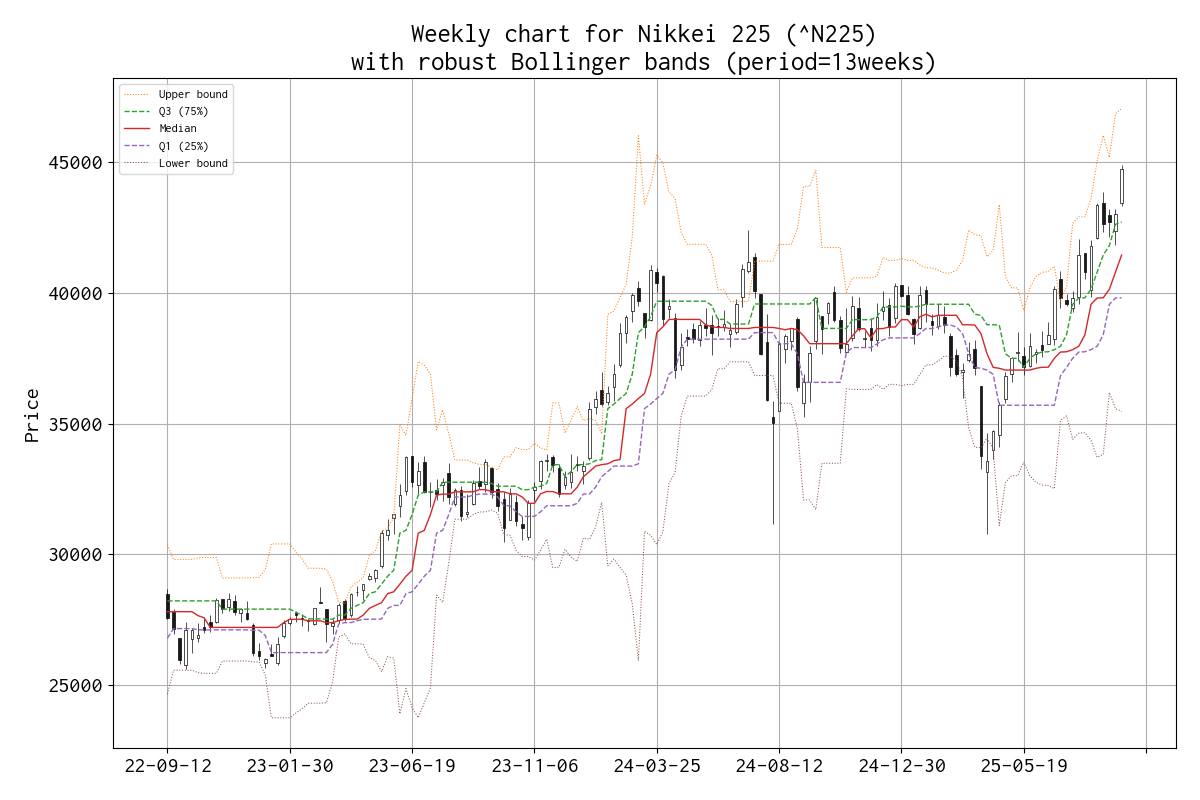 Weekly chart for Nikkei 225 (^N225)
with robust Bollinger bands (period=13weeks)
Upper bound
Q3 (75%)
Median
Q1 (25%)
Lower bound
Price
45000
40000
35000
30000
25000
22-09-12 23-01-30 23-06-19 23-11-06 24-03-25 24-08-12 24-12-30 25-05-19